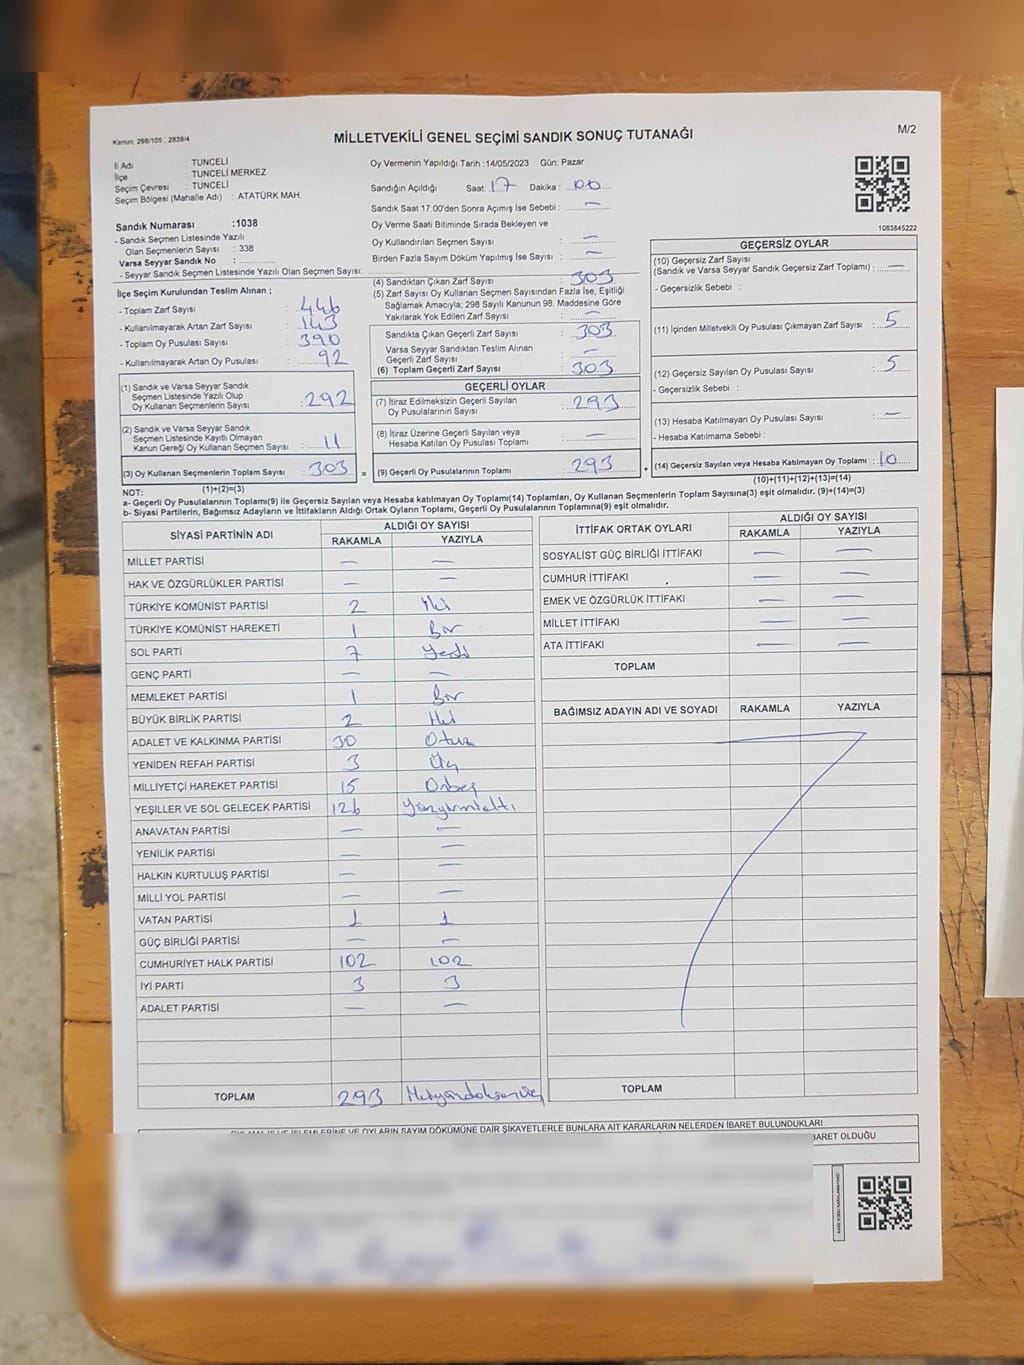 Kanun: 298/105 , 2839/4
MİLLETVEKİLİ GENEL SEÇİMİ SANDIK SONUÇ TUTANAĞI
M/2
İl Adı : TUNCELİ
İlçe : TUNCELİ MERKEZ
Seçim Çevresi : TUNCELİ
Seçim Bölgesi (Mahalle Adı) : ATATÜRK MAH.
Sandık Numarası :1038
- Sandık Seçmen Listesinde Yazılı
Olan Seçmenlerin Sayısı : 336
Varsa Seyyar Sandık No :
- Seyyar Sandık Seçmen Listesinde Yazılı Olan Seçmen Sayısı:
Oy Vermenin Yapıldığı Tarih :14/05/2023 Gün: Pazar
Sandığın Açıldığı Saat: 17 Dakika : 00
Sandık Saat 17:00'den Sonra Açımış İse Sebebi : —
Oy Verme Saati Bitiminde Sırada Bekleyen ve
Oy Kullandırılan Seçmen Sayısı : —
Birden Fazla Sayım Döküm Yapılmış İse Sayısı : —
1083845222
İlçe Seçim Kurulundan Teslim Alınan ;
- Toplam Zarf Sayısı : 446
- Kullanılmayarak Artan Zarf Sayısı : 143
- Toplam Oy Pusulası Sayısı : 390
- Kullanılmayarak Artan Oy Pusulası : 92
(1) Sandık ve Varsa Seyyar Sandık
Seçmen Listesinde Yazılı Olup
Oy Kullanan Seçmenlerin Sayısı : 292
(2) Sandık ve Varsa Seyyar Sandık
Seçmen Listesinde Kayıtlı Olmayan
Kanun Gereği Oy Kullanan Seçmen Sayısı : 11
(3) Oy Kullanan Seçmenlerin Toplam Sayısı : 303
(1)+(2)=(3)
(4) Sandıktan Çıkan Zarf Sayısı : 303
(5) Zarf Sayısı Oy Kullanan Seçmen Sayısından Fazla İse, Eşitliği
Sağlamak Amacıyla; 298 Sayılı Kanunun 98. Maddesine Göre
Yakılarak Yok Edilen Zarf Sayısı : —
Sandıkta Çıkan Geçerli Zarf Sayısı : 303
Varsa Seyyar Sandıktan Teslim Alınan
Geçerli Zarf Sayısı : —
(6) Toplam Geçerli Zarf Sayısı : 303
GEÇERLİ OYLAR
(7) İtiraz Edilmeksizin Geçerli Sayılan
Oy Pusulalarının Sayısı : 293
(8) İtiraz Üzerine Geçerli Sayılan veya
Hesaba Katılan Oy Pusulası Toplamı : —
= (9) Geçerli Oy Pusulalarının Toplamı : 293
GEÇERSİZ OYLAR
(10) Geçersiz Zarf Sayısı
(Sandık ve Varsa Seyyar Sandık Geçersiz Zarf Toplamı) : —
- Geçersizlik Sebebi :
(11) İçinden Milletvekili Oy Pusulası Çıkmayan Zarf Sayısı : 5
(12) Geçersiz Sayılan Oy Pusulası Sayısı : 5
- Geçersizlik Sebebi :
(13) Hesaba Katılmayan Oy Pusulası Sayısı : —
- Hesaba Katılmama Sebebi :
+ (14) Geçersiz Sayılan veya Hesaba Katılmayan Oy Toplamı : 10
(10)+(11)+(12)+(13)=(14)
NOT:
a- Geçerli Oy Pusulalarının Toplamı(9) ile Geçersiz Sayılan veya Hesaba katılmayan Oy Toplamı(14) Toplamları, Oy Kullanan Seçmenlerin Toplam Sayısına(3) eşit olmalıdır. (9)+(14)=(3)
b- Siyasi Partilerin, Bağımsız Adayların ve İttifakların Aldığı Ortak Oyların Toplamı, Geçerli Oy Pusulalarının Toplamına(9) eşit olmalıdır.
SİYASİ PARTİNİN ADI ALDIĞI OY SAYISI
RAKAMLA YAZIYLA
MİLLET PARTİSİ — —
HAK VE ÖZGÜRLÜKLER PARTİSİ — —
TÜRKİYE KOMÜNİST PARTİSİ 2 iki
TÜRKİYE KOMÜNİST HAREKETİ 1 Bir
SOL PARTİ 7 Yedi
GENÇ PARTİ — —
MEMLEKET PARTİSİ 1 Bir
BÜYÜK BİRLİK PARTİSİ 2 İki
ADALET VE KALKINMA PARTİSİ 30 Otuz
YENİDEN REFAH PARTİSİ 3 Üç
MİLLİYETÇİ HAREKET PARTİSİ 15 Onbeş
YEŞİLLER VE SOL GELECEK PARTİSİ 126 Yüzyirmialtı
ANAVATAN PARTİSİ — —
YENİLİK PARTİSİ — —
HALKIN KURTULUŞ PARTİSİ — —
MİLLİ YOL PARTİSİ — —
VATAN PARTİSİ 1 1
GÜÇ BİRLİĞİ PARTİSİ — —
CUMHURİYET HALK PARTİSİ 102 102
İYİ PARTİ 3 3
ADALET PARTİSİ — —
TOPLAM 293 İkiyüzdoksanüç
İTTİFAK ORTAK OYLARI ALDIĞI OY SAYISI
RAKAMLA YAZIYLA
SOSYALİST GÜÇ BİRLİĞİ İTTİFAKI — —
CUMHUR İTTİFAKI — —
EMEK VE ÖZGÜRLÜK İTTİFAKI — —
MİLLET İTTİFAKI — —
ATA İTTİFAKI — —
TOPLAM
BAĞIMSIZ ADAYIN ADI VE SOYADI RAKAMLA YAZIYLA
TOPLAM
VE OYLARIN SAYIM DÖKÜMÜNE DAİR ŞİKAYETLERLE BUNLARA AİT KARARLARIN NELERDEN İBARET BULUNDUKLARI
İBARET OLDUĞU